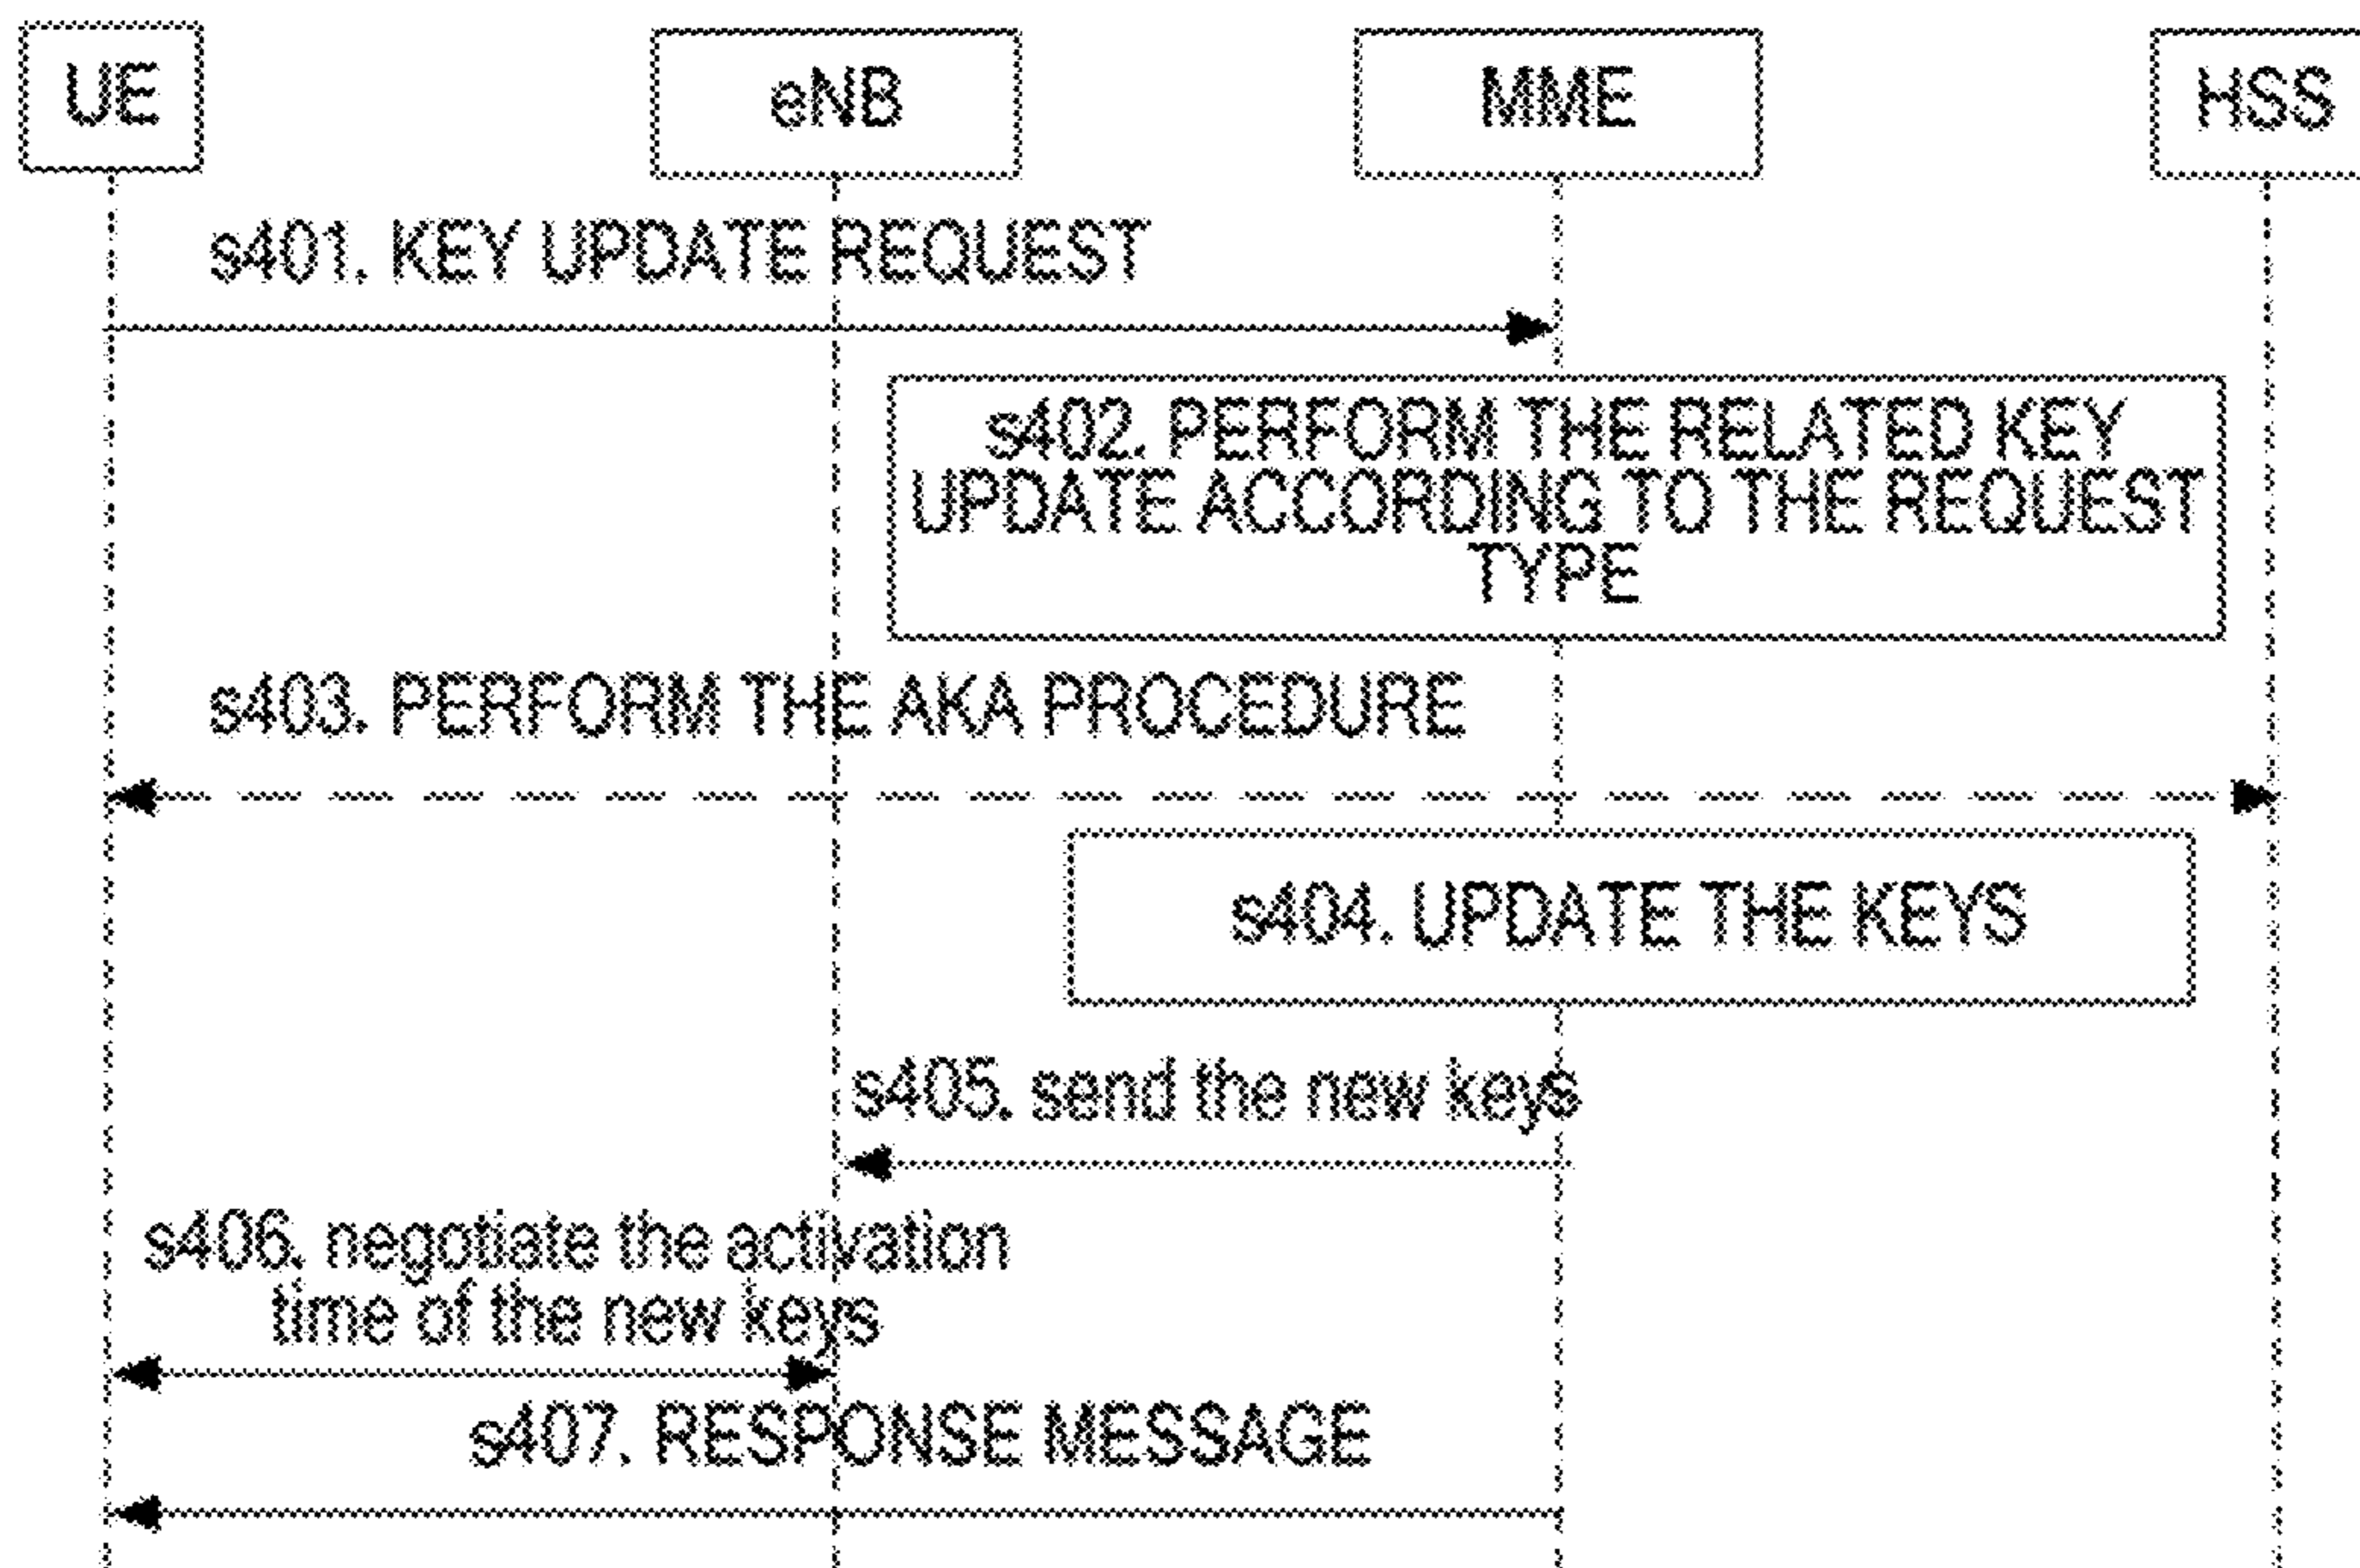 UE
eNB
MME
HSS
s401. KEY UPDATE REQUEST
s402. PERFORM THE RELATED KEY
UPDATE ACCORDING TO THE REQUEST
TYPE
s403. PERFORM THE AKA PROCEDURE
s404. UPDATE THE KEYS
s405. send the new keys
s406. negotiate the activation
time of the new keys
s407. RESPONSE MESSAGE